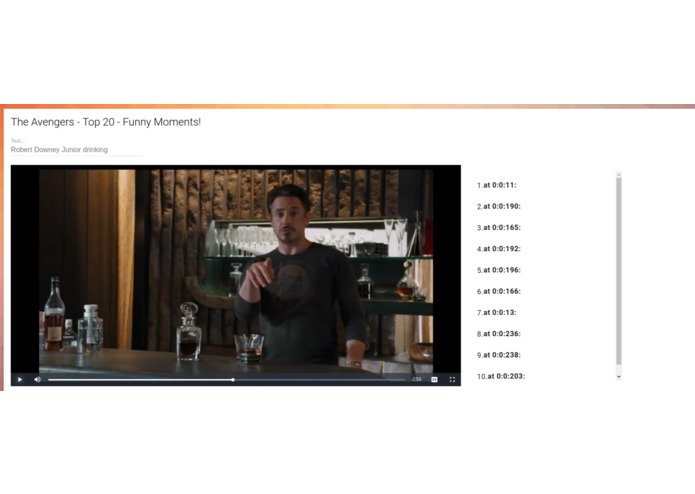 The Avengers - Top 20 - Funny Moments!
Text...
Robert Downey Junior drinking
1.at 0:0:11:
2.at 0:0:190:
3.at 0:0:165:
4.at 0:0:192:
5.at 0:0:196:
6.at 0:0:166:
7.at 0:0:13:
8.at 0:0:236:
9.at 0:0:238:
10.at 0:0:203: